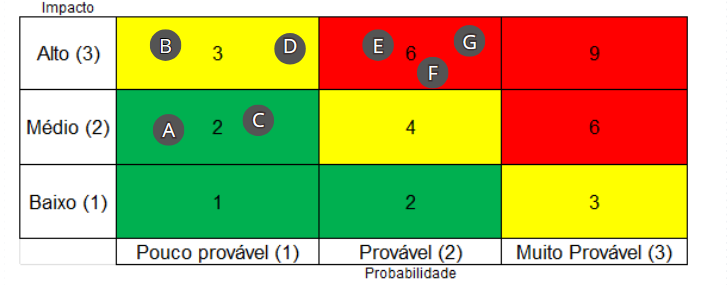 Impacto
Alto (3) B 3 D E 6 F G 9
Médio (2) A 2 C 4 6
Baixo (1) 1 2 3
Pouco provável (1) Provável (2) Muito Provável (3)
Probabilidade